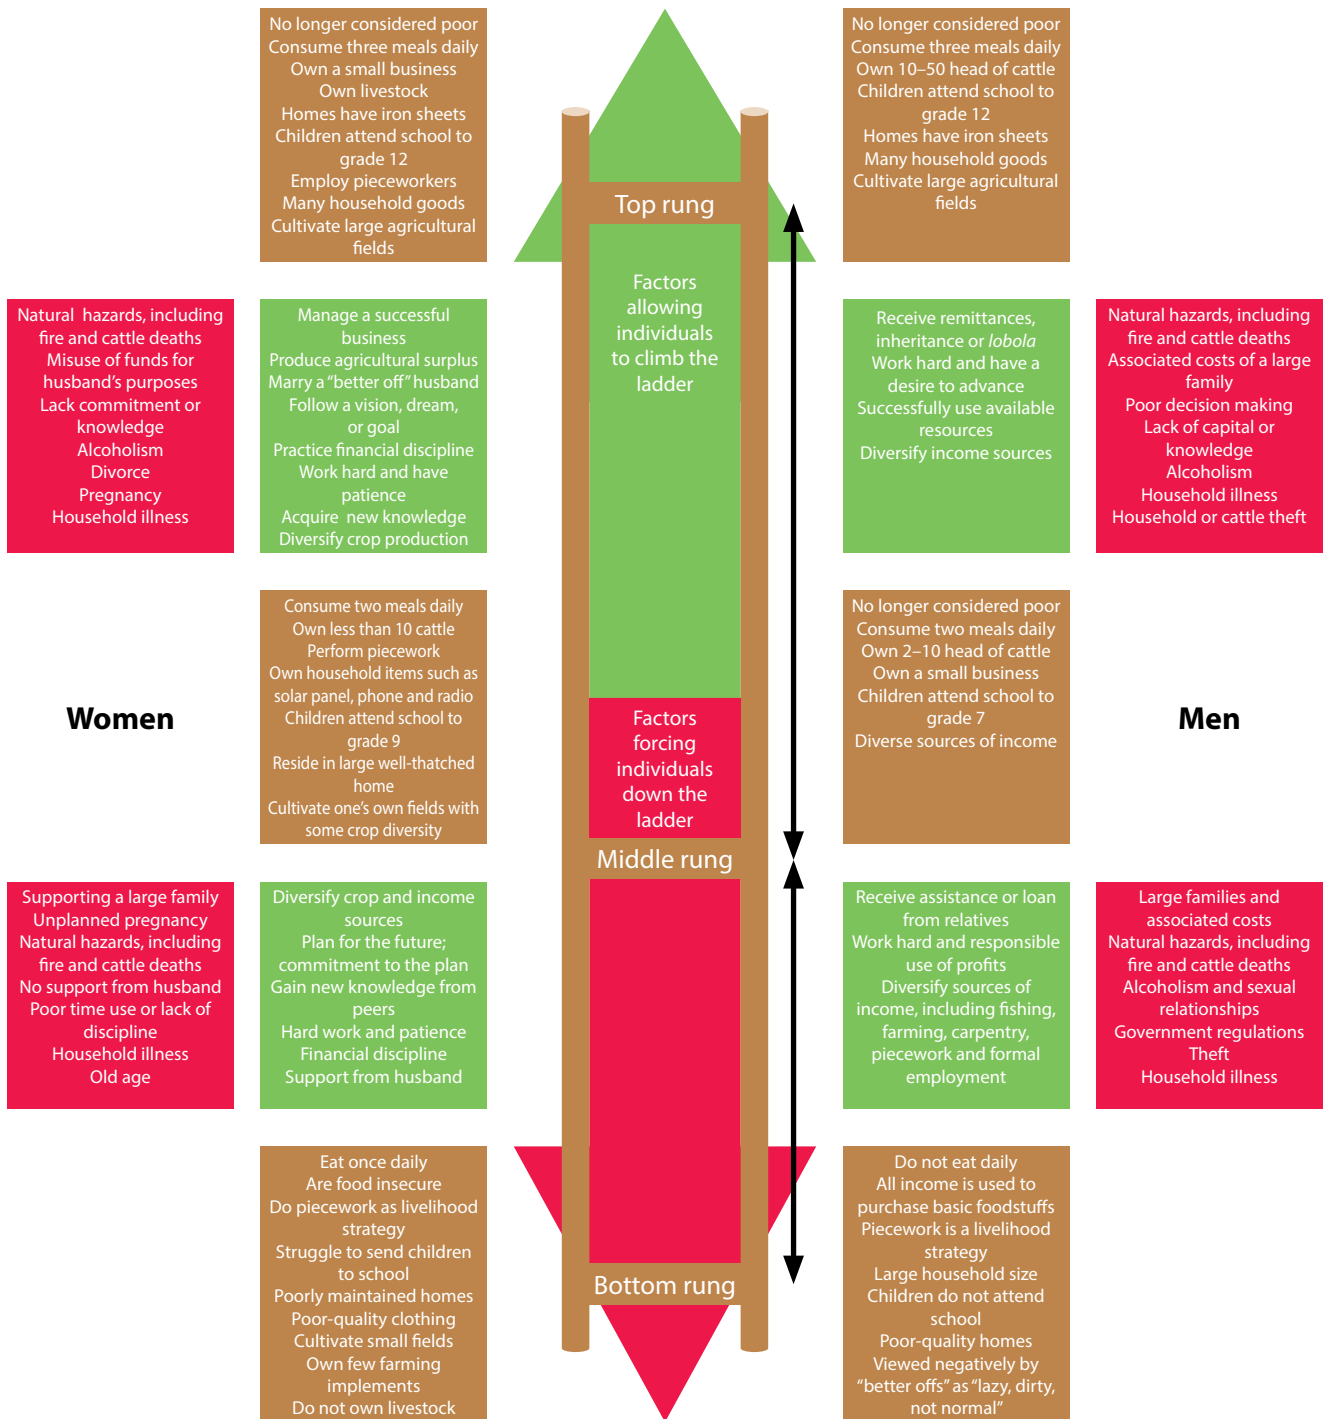 No longer considered poor
Consume three meals daily
Own a small business
Own livestock
Homes have iron sheets
Children attend school to
grade 12
Employ pieceworkers
Many household goods
Cultivate large agricultural
fields
Top rung
No longer considered poor
Consume three meals daily
Own 10–50 head of cattle
Children attend school to
grade 12
Homes have iron sheets
Many household goods
Cultivate large agricultural
fields
Natural hazards, including
fire and cattle deaths
Misuse of funds for
husband’s purposes
Lack commitment or
knowledge
Alcoholism
Divorce
Pregnancy
Household illness
Manage a successful
business
Produce agricultural surplus
Marry a “better off” husband
Follow a vision, dream,
or goal
Practice financial discipline
Work hard and have
patience
Acquire new knowledge
Diversify crop production
Factors
allowing
individuals
to climb the
ladder
Receive remittances,
inheritance or lobola
Work hard and have a
desire to advance
Successfully use available
resources
Diversify income sources
Natural hazards, including
fire and cattle deaths
Associated costs of a large
family
Poor decision making
Lack of capital or
knowledge
Alcoholism
Household illness
Household or cattle theft
Women
Consume two meals daily
Own less than 10 cattle
Perform piecework
Own household items such as
solar panel, phone and radio
Children attend school to
grade 9
Reside in large well-thatched
home
Cultivate one’s own fields with
some crop diversity
Factors
forcing
individuals
down the
ladder
Middle rung
No longer considered poor
Consume two meals daily
Own 2–10 head of cattle
Own a small business
Children attend school to
grade 7
Diverse sources of income
Men
Supporting a large family
Unplanned pregnancy
Natural hazards, including
fire and cattle deaths
No support from husband
Poor time use or lack of
discipline
Household illness
Old age
Diversify crop and income
sources
Plan for the future;
commitment to the plan
Gain new knowledge from
peers
Hard work and patience
Financial discipline
Support from husband
Receive assistance or loan
from relatives
Work hard and responsible
use of profits
Diversify sources of
income, including fishing,
farming, carpentry,
piecework and formal
employment
Large families and
associated costs
Natural hazards, including
fire and cattle deaths
Alcoholism and sexual
relationships
Government regulations
Theft
Household illness
Eat once daily
Are food insecure
Do piecework as livelihood
strategy
Struggle to send children
to school
Poorly maintained homes
Poor-quality clothing
Cultivate small fields
Own few farming
implements
Do not own livestock
Bottom rung
Do not eat daily
All income is used to
purchase basic foodstuffs
Piecework is a livelihood
strategy
Large household size
Children do not attend
school
Poor-quality homes
Viewed negatively by
“better offs” as “lazy, dirty,
not normal”